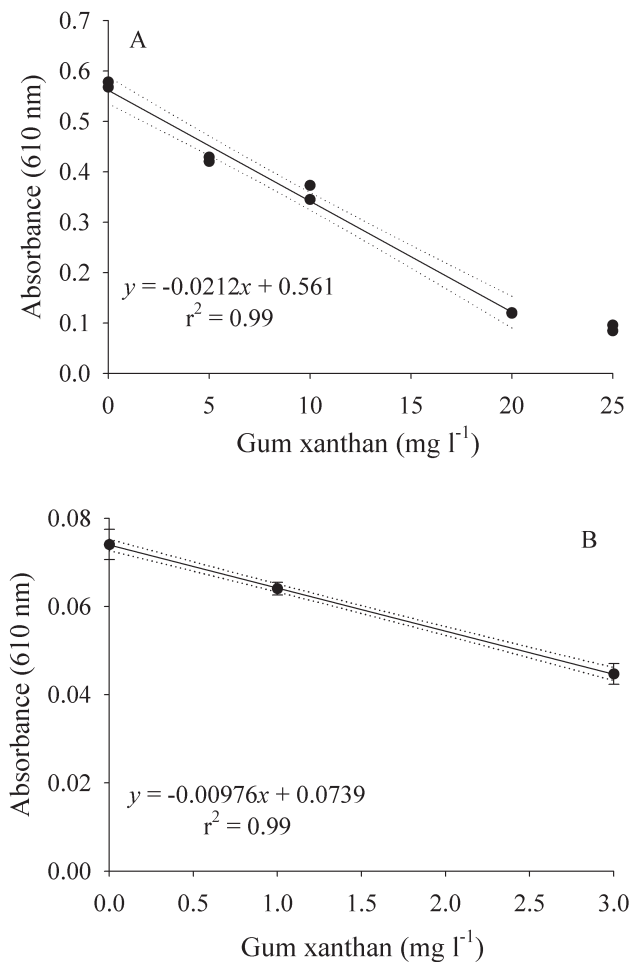 A
0.7
0.6
0.5
0.4
0.3
0.2
0.1
0.0
Absorbance (610 nm)
y = -0.0212x + 0.561
r² = 0.99
0 5 10 15 20 25
Gum xanthan (mg l⁻¹)
B
0.08
0.06
0.04
0.02
0.00
Absorbance (610 nm)
y = -0.00976x + 0.0739
r² = 0.99
0.0 0.5 1.0 1.5 2.0 2.5 3.0
Gum xanthan (mg l⁻¹)